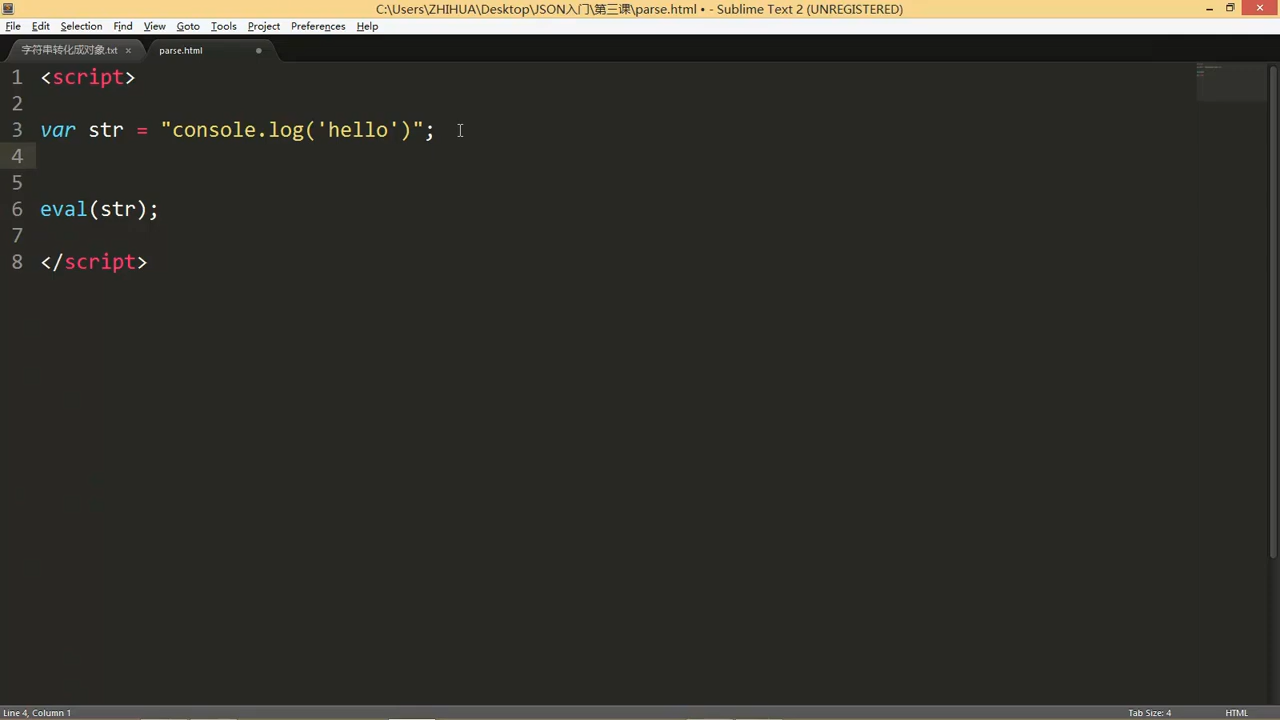 C:\Users\ZHIHUA\Desktop\JSON入门\第三课\parse.html • - Sublime Text 2 (UNREGISTERED)
File Edit Selection Find View Goto Tools Project Preferences Help
字符串转化成对象.txt × parse.html
1 <script>
2
3 var str = "console.log('hello')";
4
5
6 eval(str);
7
8 </script>
Line 4, Column 1 Tab Size: 4 HTML